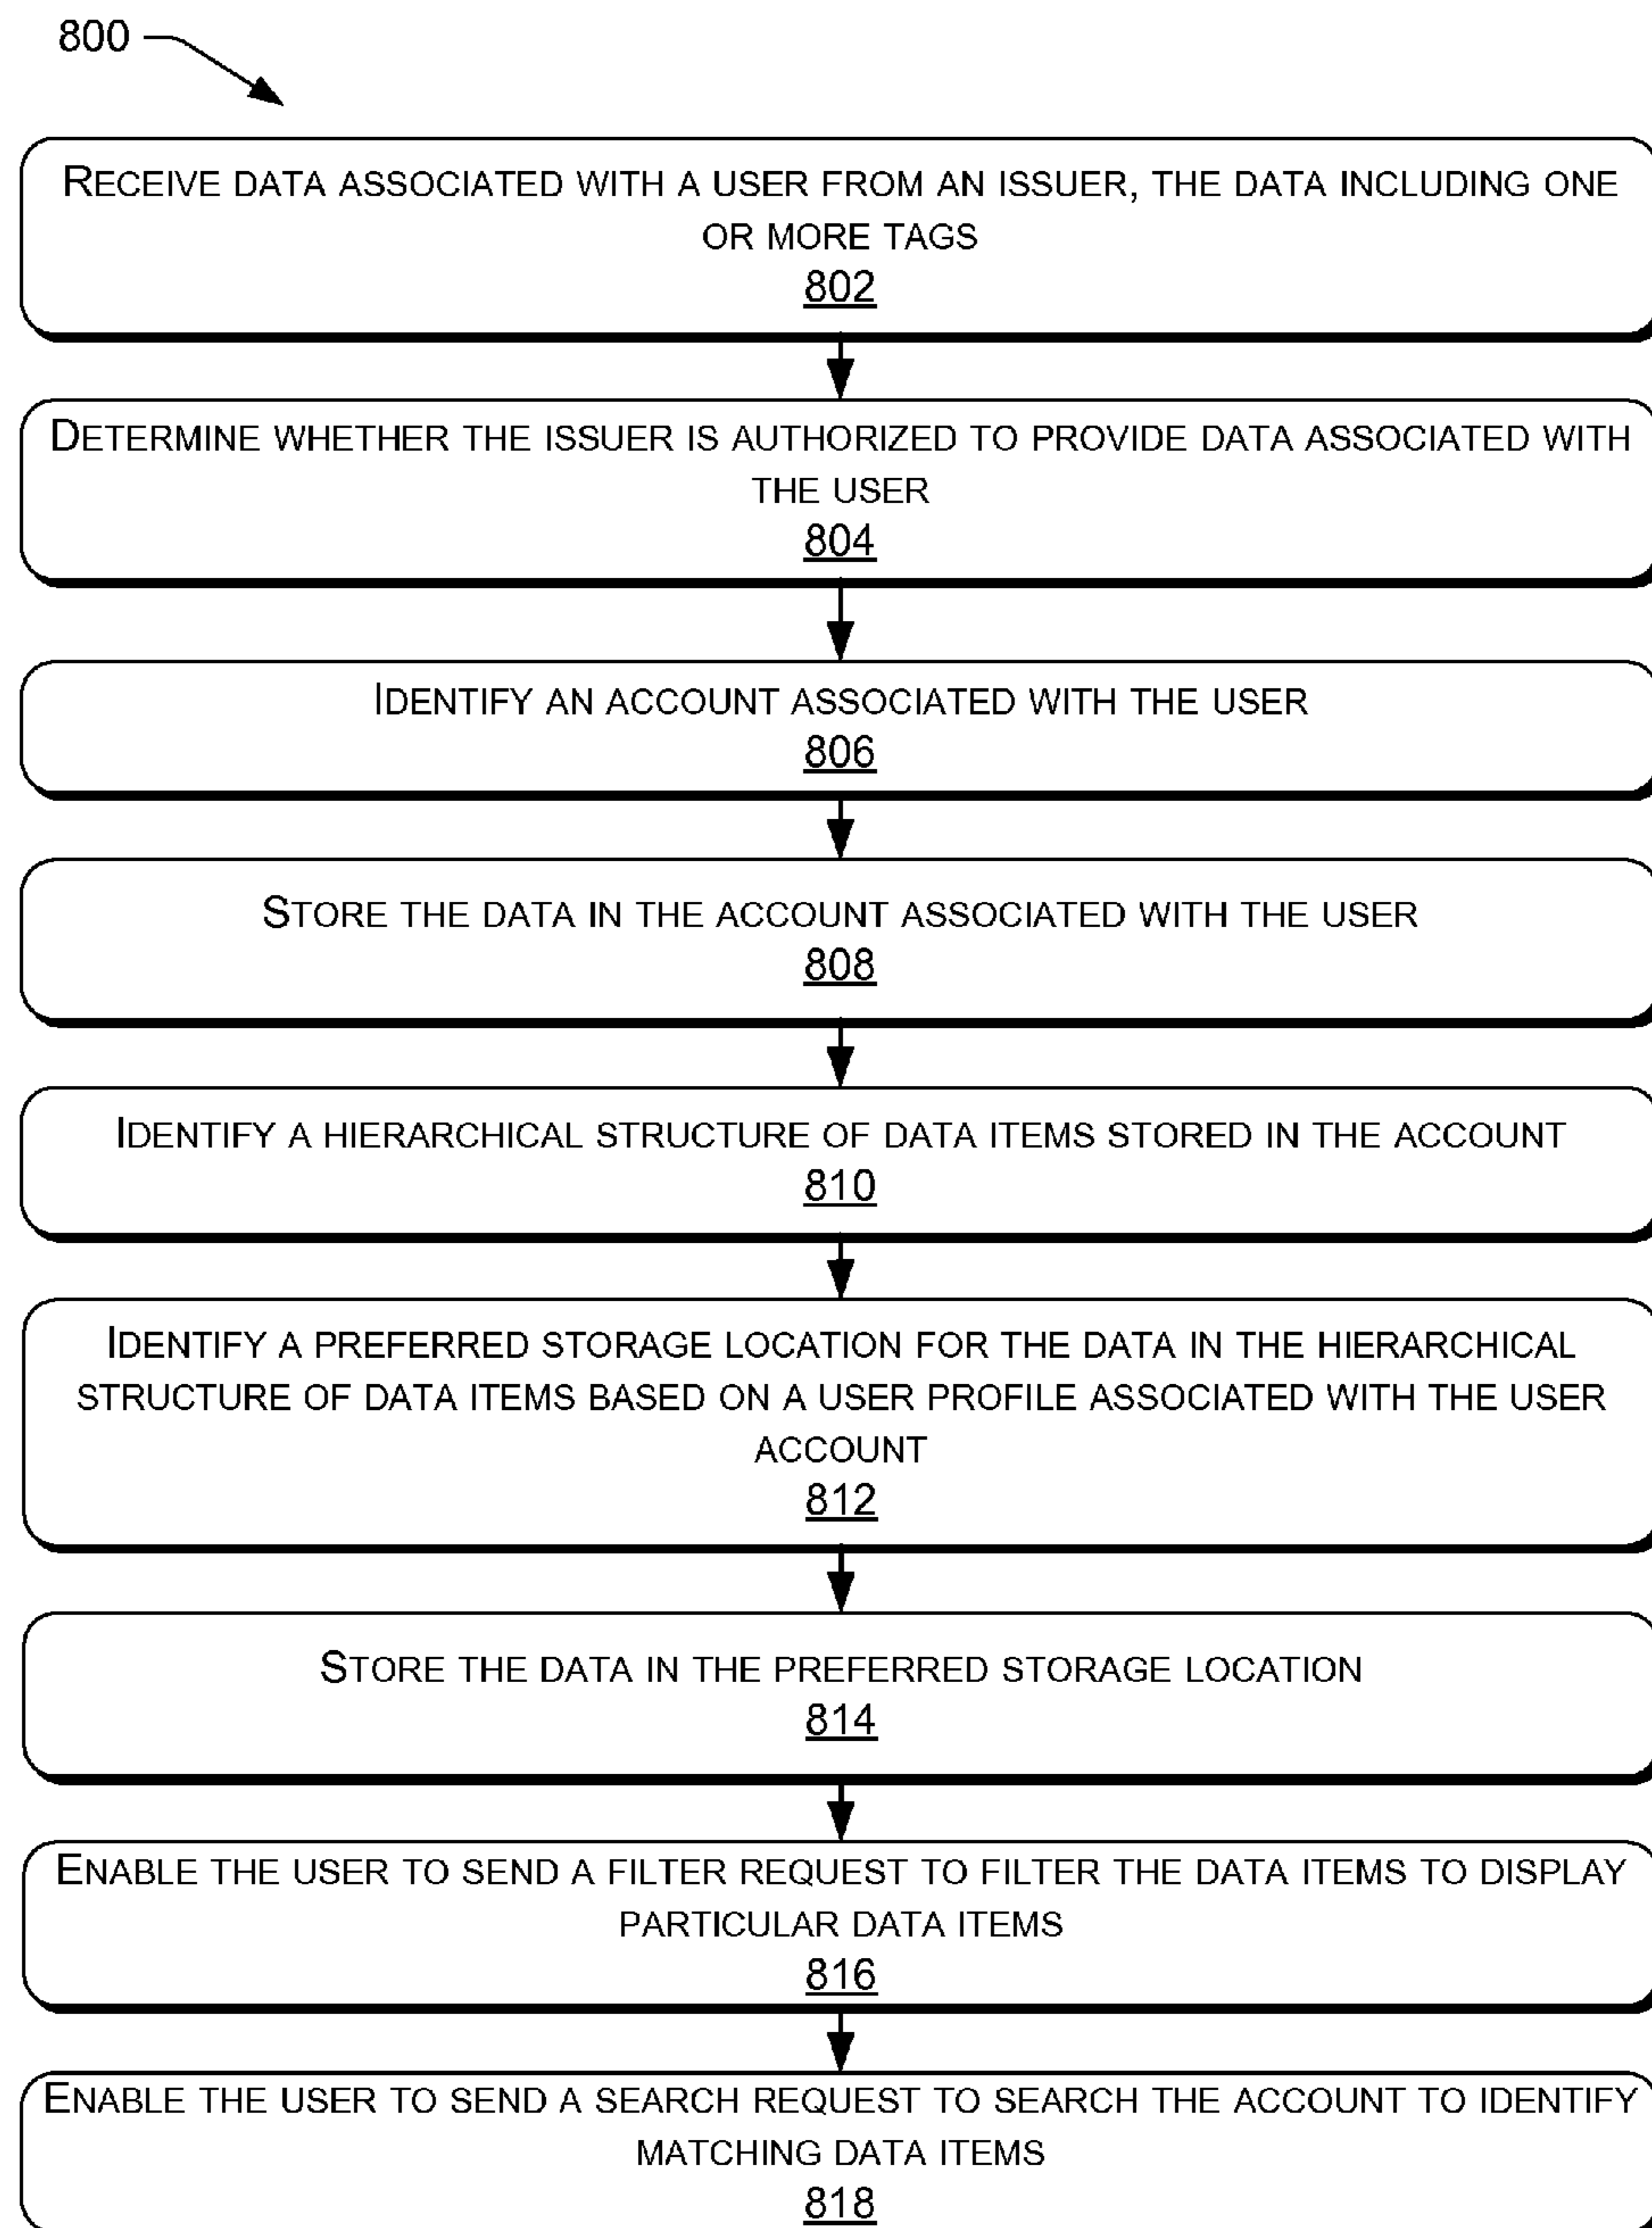 800
RECEIVE DATA ASSOCIATED WITH A USER FROM AN ISSUER, THE DATA INCLUDING ONE
OR MORE TAGS
802
DETERMINE WHETHER THE ISSUER IS AUTHORIZED TO PROVIDE DATA ASSOCIATED WITH
THE USER
804
IDENTIFY AN ACCOUNT ASSOCIATED WITH THE USER
806
STORE THE DATA IN THE ACCOUNT ASSOCIATED WITH THE USER
808
IDENTIFY A HIERARCHICAL STRUCTURE OF DATA ITEMS STORED IN THE ACCOUNT
810
IDENTIFY A PREFERRED STORAGE LOCATION FOR THE DATA IN THE HIERARCHICAL
STRUCTURE OF DATA ITEMS BASED ON A USER PROFILE ASSOCIATED WITH THE USER
ACCOUNT
812
STORE THE DATA IN THE PREFERRED STORAGE LOCATION
814
ENABLE THE USER TO SEND A FILTER REQUEST TO FILTER THE DATA ITEMS TO DISPLAY
PARTICULAR DATA ITEMS
816
ENABLE THE USER TO SEND A SEARCH REQUEST TO SEARCH THE ACCOUNT TO IDENTIFY
MATCHING DATA ITEMS
818